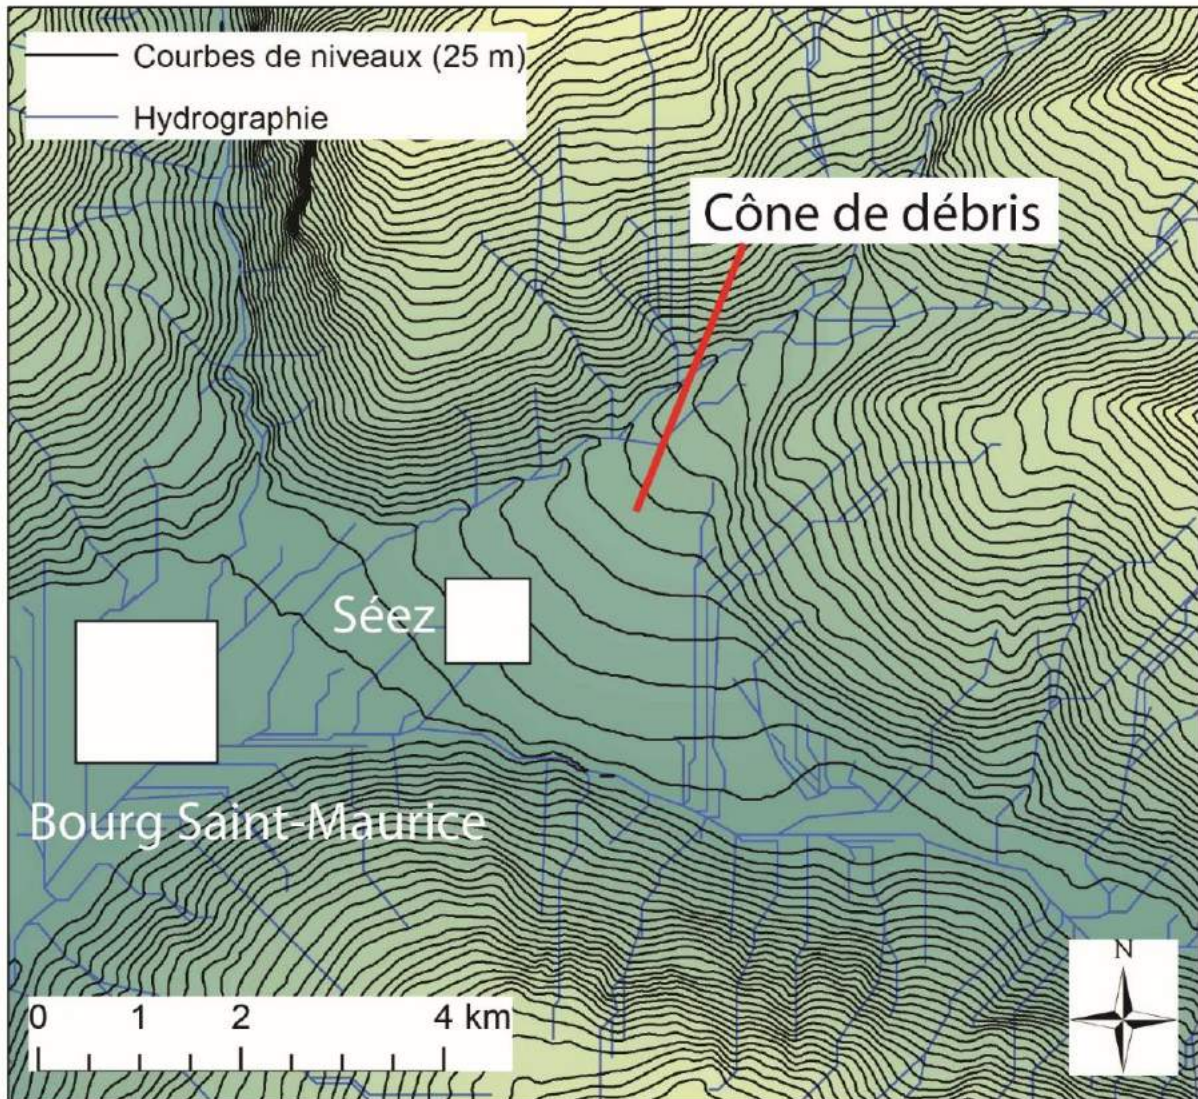 Courbes de niveaux (25 m)
Hydrographie
Cône de débris
Séez
Bourg Saint-Maurice
N
0 1 2 4 km